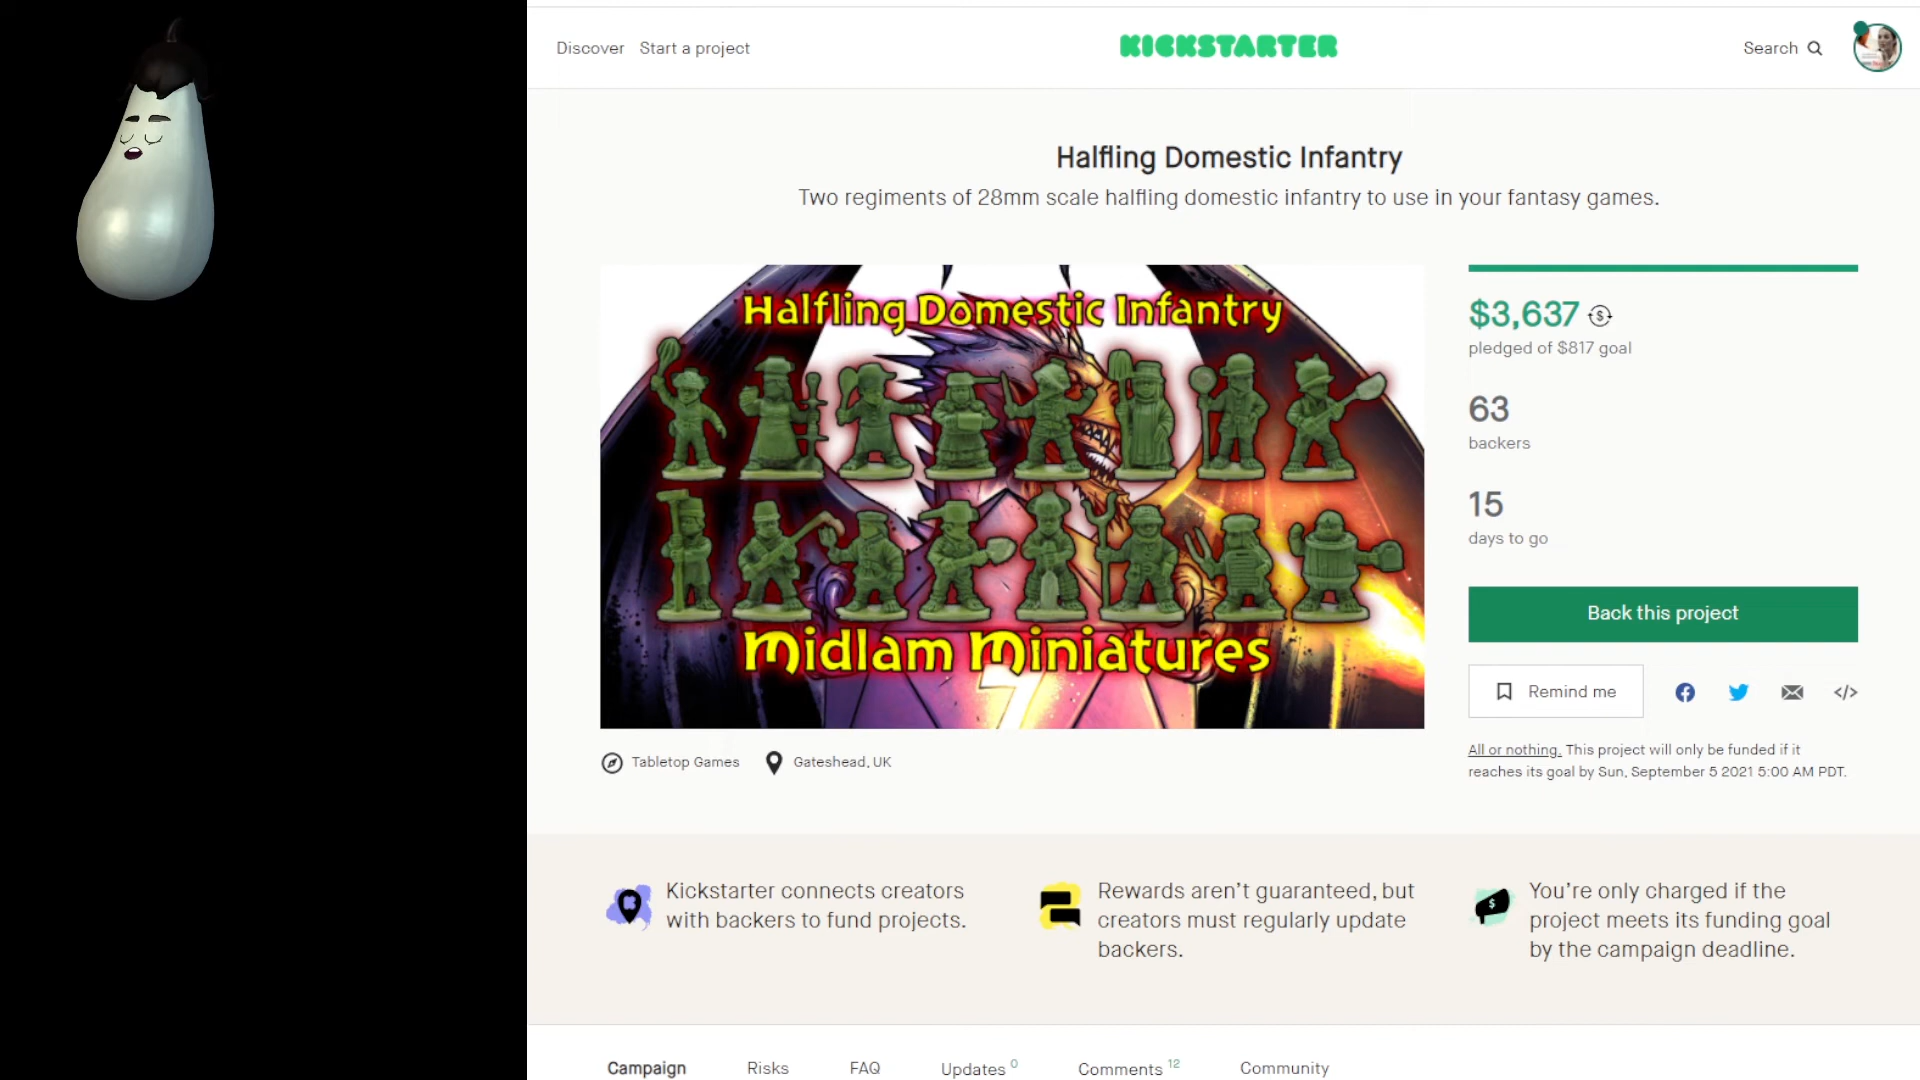 Discover Start a project KICKSTARTER Search
Halfling Domestic Infantry
Two regiments of 28mm scale halfling domestic infantry to use in your fantasy games.
Halfling Domestic Infantry
Midlam Miniatures
$3,637
pledged of $817 goal
63
backers
15
days to go
Back this project
Remind me
All or nothing. This project will only be funded if it
reaches its goal by Sun, September 5 2021 5:00 AM PDT.
Tabletop Games Gateshead, UK
Kickstarter connects creators
with backers to fund projects.
Rewards aren't guaranteed, but
creators must regularly update
backers.
You're only charged if the
project meets its funding goal
by the campaign deadline.
Campaign Risks FAQ Updates 0 Comments 12 Community